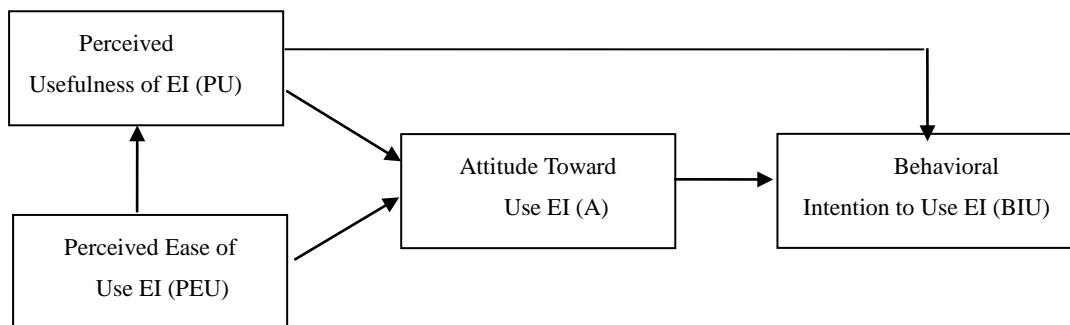 Perceived
Usefulness of EI (PU)
Attitude Toward
Use EI (A)
Behavioral
Intention to Use EI (BIU)
Perceived Ease of
Use EI (PEU)